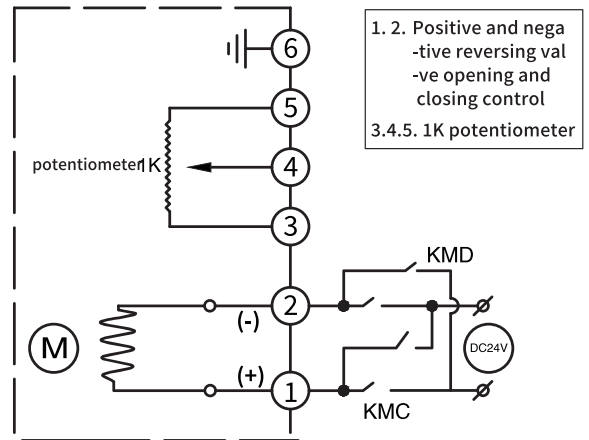 6
1. 2. Positive and nega
-tive reversing val
-ve opening and
closing control
3.4.5. 1K potentiometer
5
potentiometer1K
4
3
KMD
2
(-)
M
DC24V
(+)
1
KMC